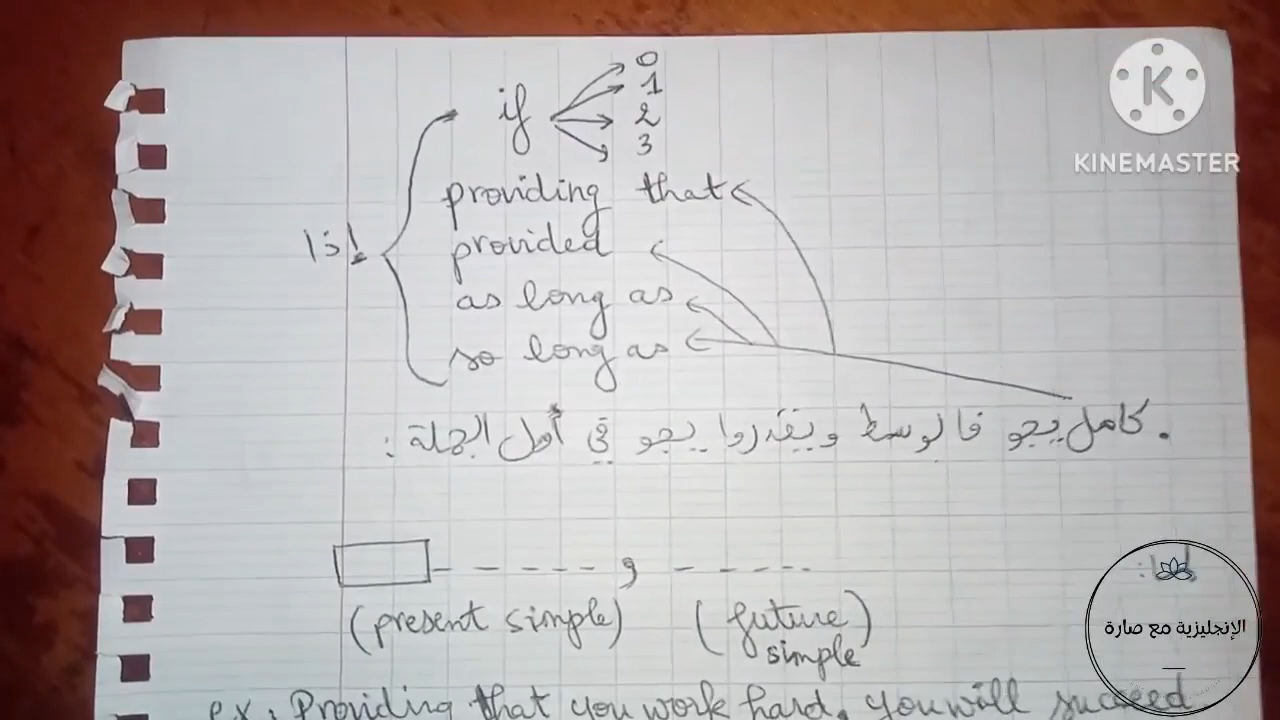 if
0
1
2
3
providing that
إذا
provided
as long as
so long as
. كامل يجو فالوسط ويقدروا يجو في أول الجملة :
,
(present simple) (future simple)
ex: Providing that you work hard, you will succeed
K
KINEMASTER
الإنجليزية مع صارة